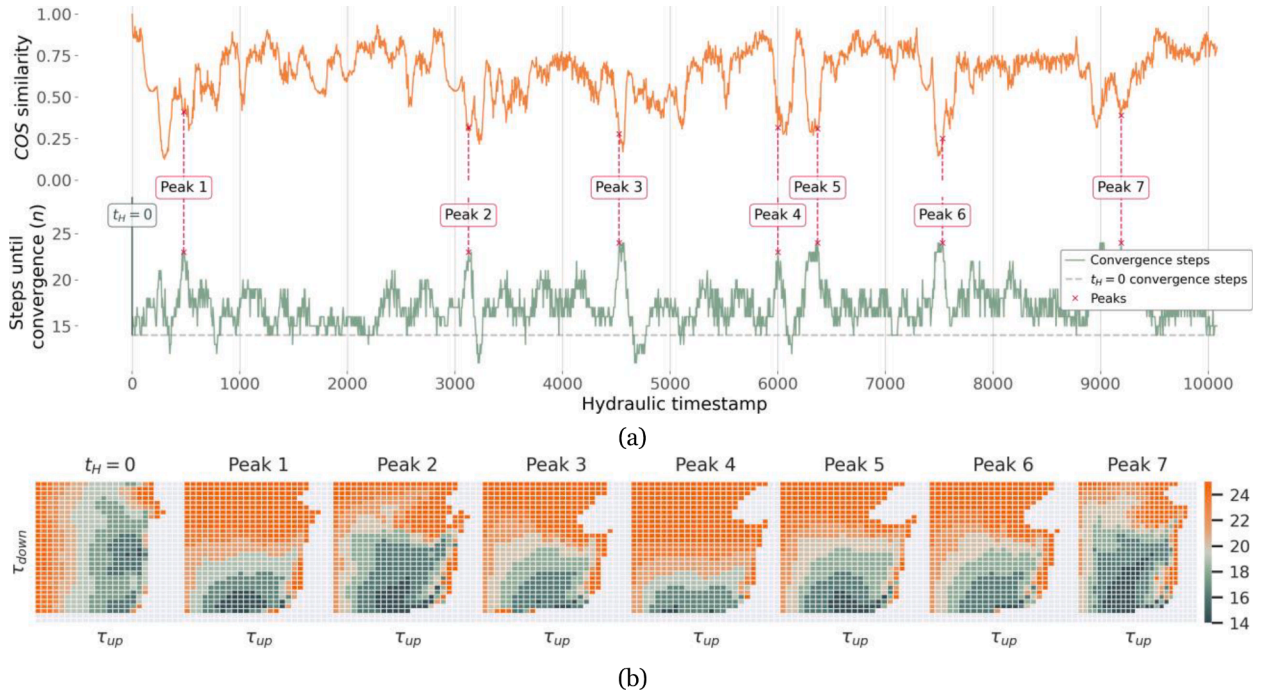 1.00
0.75
0.50
0.25
0.00
COS similarity
Peak 1
Peak 3
Peak 5
Peak 7
t_H = 0
Peak 2
Peak 4
Peak 6
25
20
15
Steps until
convergence (n)
Convergence steps
t_H = 0 convergence steps
Peaks
0 1000 2000 3000 4000 5000 6000 7000 8000 9000 10000
Hydraulic timestamp
(a)
t_H = 0 Peak 1 Peak 2 Peak 3 Peak 4 Peak 5 Peak 6 Peak 7
τ_down
24
22
20
18
16
14
τ_up τ_up τ_up τ_up τ_up τ_up τ_up τ_up
(b)